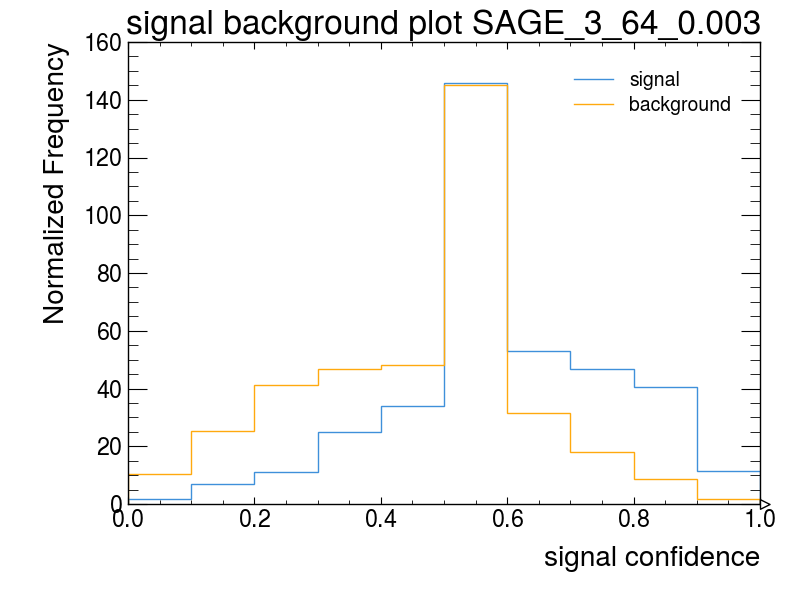 signal background plot SAGE_3_64_0.003
Normalized Frequency
160
140
120
100
80
60
40
20
0
signal
background
0.0 0.2 0.4 0.6 0.8 1.0
signal confidence